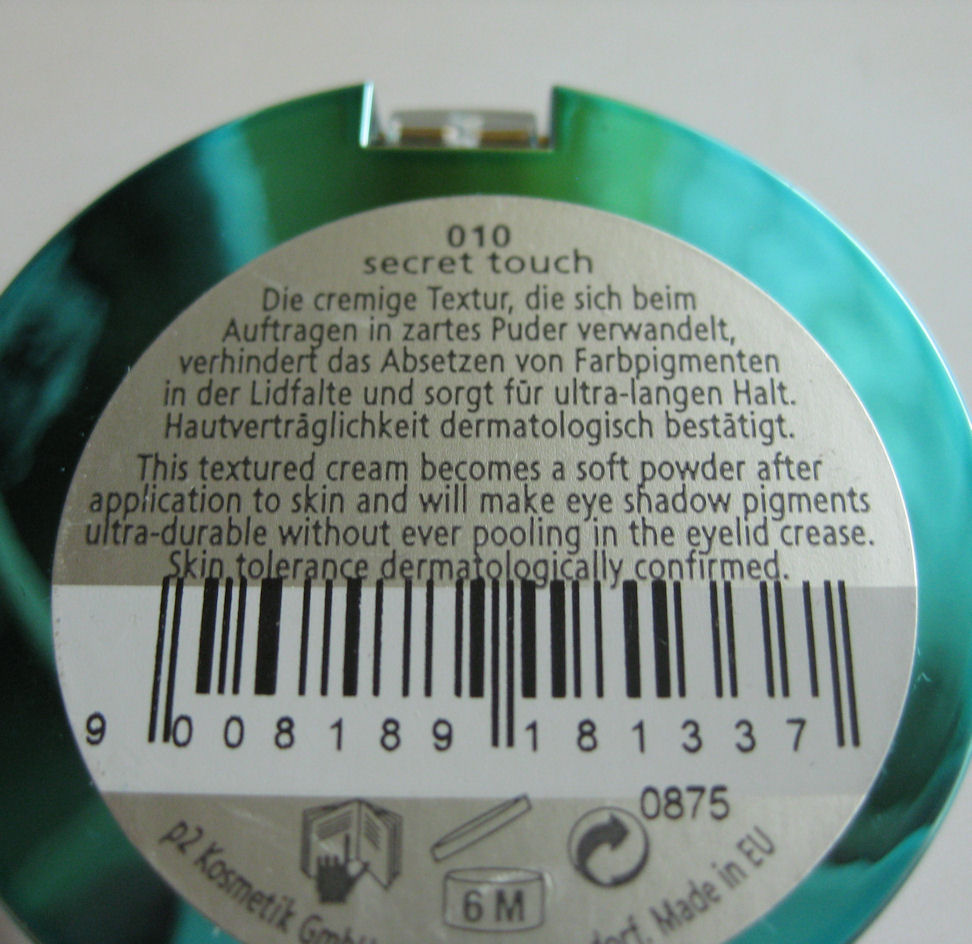 010
secret touch
Die cremige Textur, die sich beim
Auftragen in zartes Puder verwandelt,
verhindert das Absetzen von Farbpigmenten
in der Lidfalte und sorgt für ultra-langen Halt.
Hautverträglichkeit dermatologisch bestätigt.
This textured cream becomes a soft powder after
application to skin and will make eye shadow pigments
ultra-durable without ever pooling in the eyelid crease.
Skin tolerance dermatologically confirmed.
9 008189 181337
0875
6 M
p2 Kosmetik Made in EU